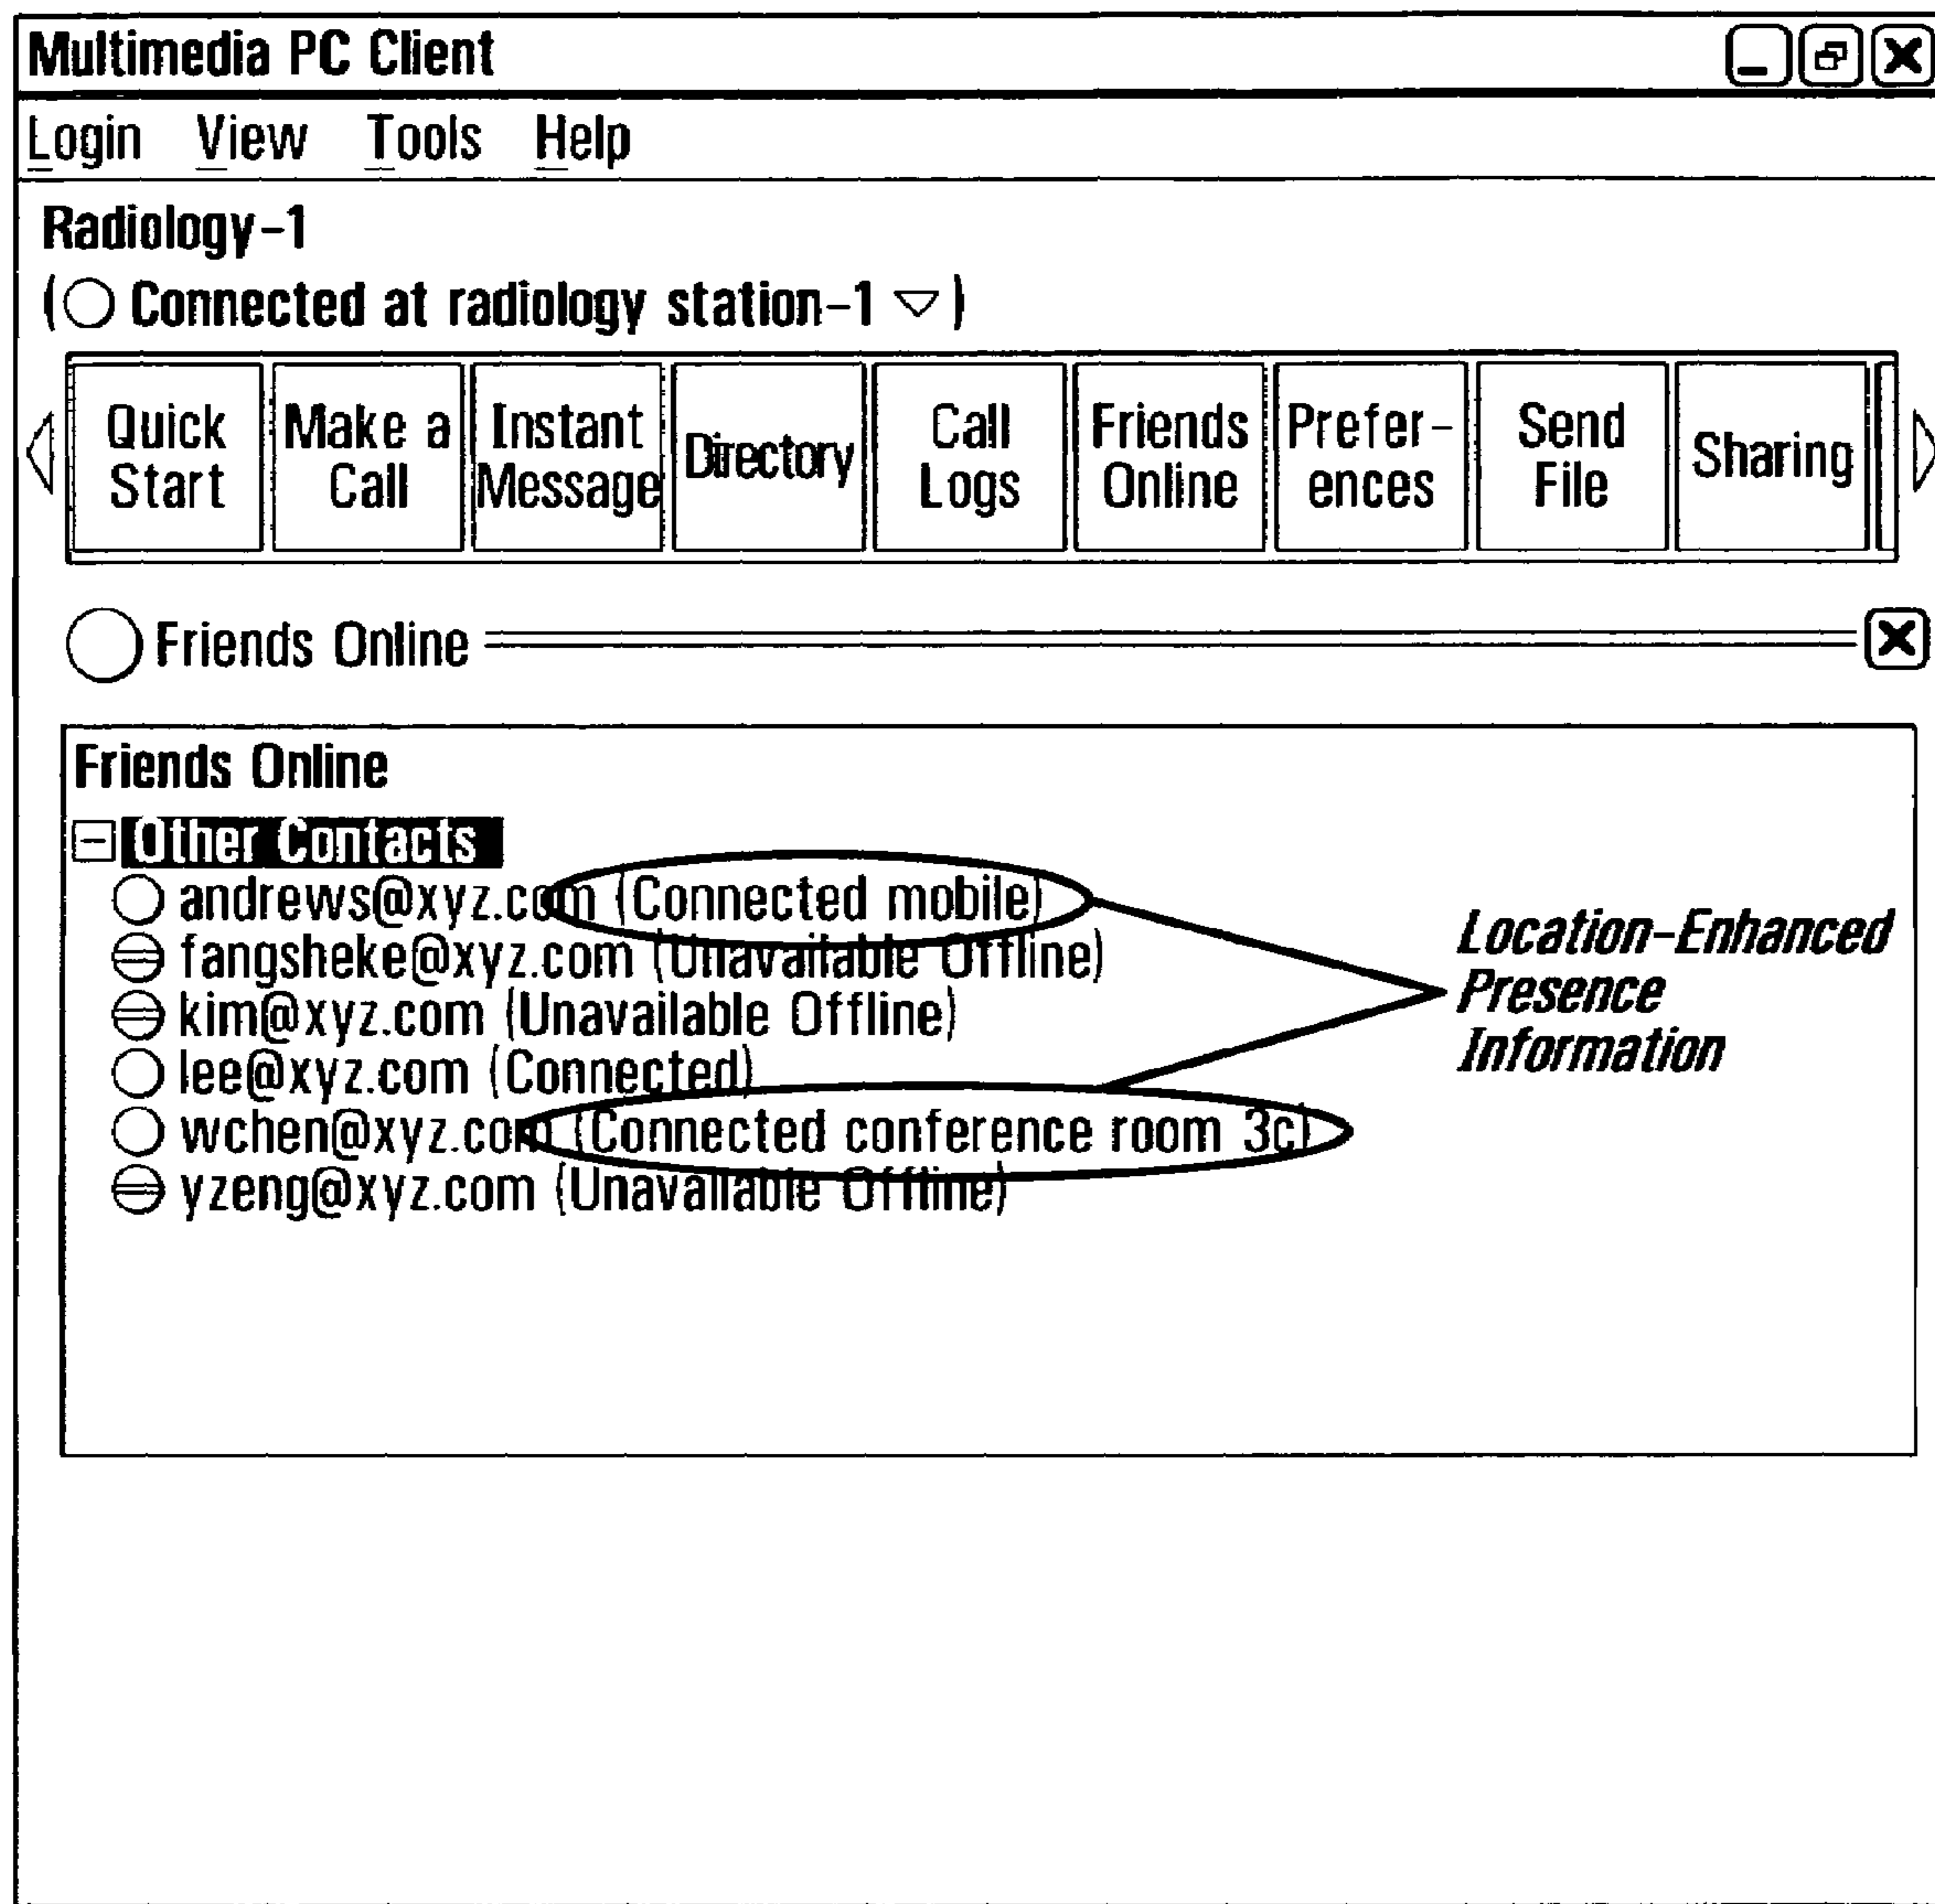 Multimedia PC Client
Login View Tools Help
Radiology-1
(Connected at radiology station-1)
Quick Start
Make a Call
Instant Message
Directory
Call Logs
Friends Online
Prefer-ences
Send File
Sharing
Friends Online
Friends Online
Other Contacts
andrews@xyz.com (Connected mobile)
fangsheke@xyz.com (Unavailable Offline)
kim@xyz.com (Unavailable Offline)
lee@xyz.com (Connected)
wchen@xyz.com (Connected conference room 3c)
yzeng@xyz.com (Unavailable Offline)
Location-Enhanced
Presence
Information